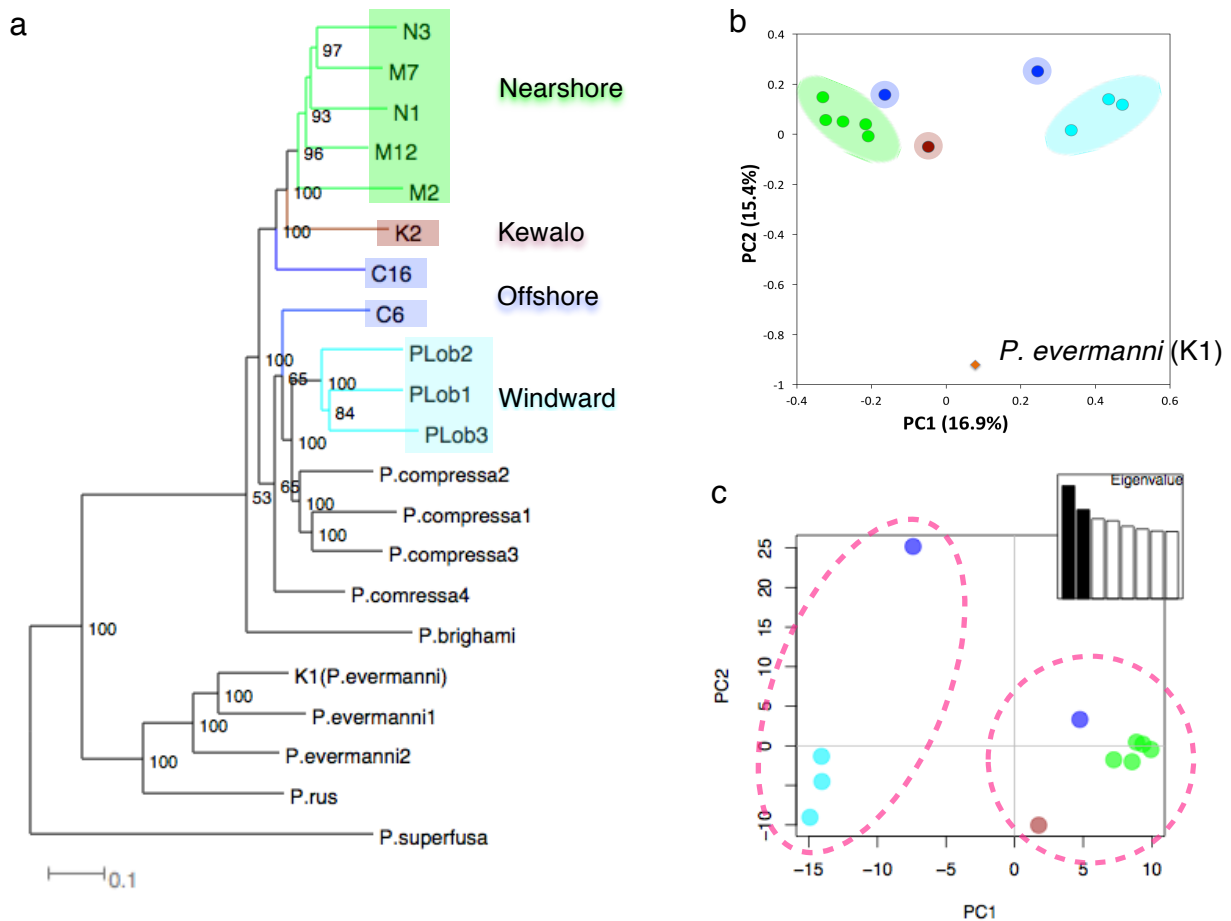 a
N3
97
M7
Nearshore
N1
93
M12
96
M2
100
K2
Kewalo
100
C16
Offshore
C6
100
65
PLob2
100
PLob1
Windward
84
PLob3
100
P.compressa2
53
65
100
P.compressa1
100
P.compressa3
P.comressa4
P.brighami
100
K1(P.evermanni)
100
P.evermanni1
100
P.evermanni2
100
P.rus
P.superfusa
0.1
b
0.4
0.2
0
-0.2
-0.4
-0.6
-0.8
-1
PC2 (15.4%)
P. evermanni (K1)
-0.4 -0.2 0 0.2 0.4 0.6
PC1 (16.9%)
c
Eigenvalue
25
20
15
10
5
0
-10
PC2
−15 −10 −5 0 5 10
PC1